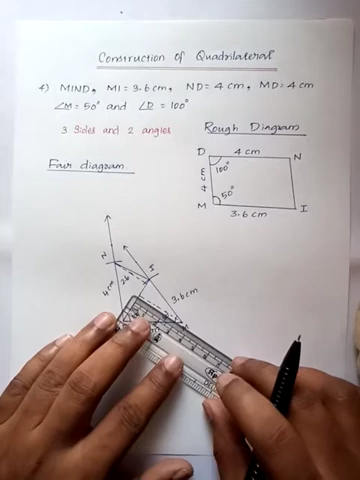 Construction of Quadrilateral
4) MIND, MI = 3.6 cm, ND = 4 cm, MD = 4 cm
∠M = 50° and ∠D = 100°
3 Sides and 2 angles
Rough Diagram
Fair diagram
D 4 cm N
100°
4 cm
50°
M 3.6 cm I
N
I
4 cm
3.6 cm